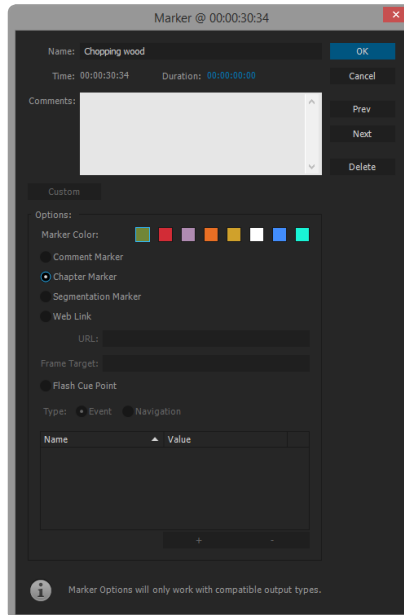 Marker @ 00:00:30:34
Name: Chopping wood OK
Time: 00:00:30:34 Duration: 00:00:00:00 Cancel
Comments:
Prev
Next
Delete
Custom
Options:
Marker Color:
Comment Marker
Chapter Marker
Segmentation Marker
Web Link
URL:
Frame Target:
Flash Cue Point
Type: Event Navigation
Name Value
+ -
Marker Options will only work with compatible output types.